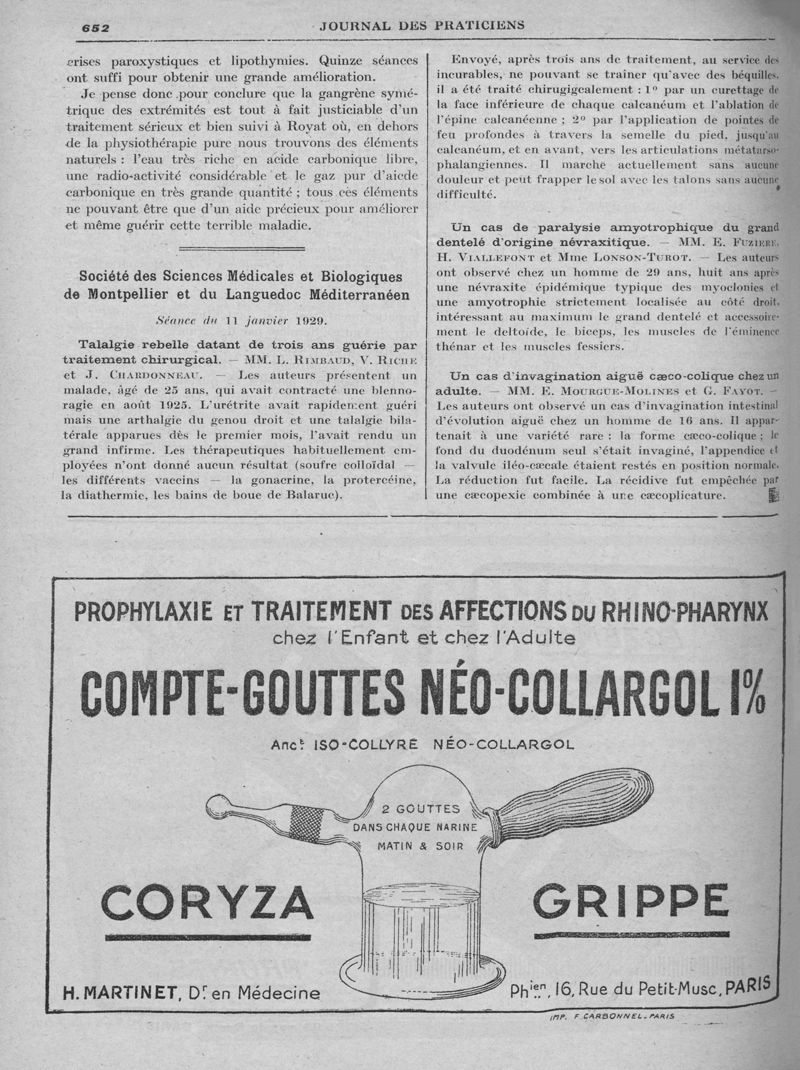 652
JOURNAL DES PRATICIENS
crises paroxystiques et lipothymies. Quinze séances
ont suffi pour obtenir une grande amélioration.
Je pense donc pour conclure que la gangrène symé-
trique des extrémités est tout à fait justiciable d'un
traitement sérieux et bien suivi à Royat où, en dehors
de la physiothérapie pure nous trouvons des éléments
naturels : l'eau très riche en acide carbonique libre,
une radio-activité considérable et le gaz pur d'aicde
carbonique en très grande quantité ; tous cès éléments
ne pouvant être que d'un aide précieux pour améliorer
et même guérir cette terrible maladie.
Société des Sciences Médicales et Biologiques
de Montpellier et du Languedoc Méditerranéen
Séance du 11 janvier 1929.
Talalgie rebelle datant de trois ans guérie par
traitement chirurgical. — MM. L. RIMBAUD, V. RICHE
et J. CHARDONNEAU. — Les auteurs présentent un
malade, âgé de 25 ans, qui avait contracté une blenno-
ragie en août 1925. L'urétrite avait rapidement guéri
mais une arthalgie du genou droit et une talalgie bila-
térale apparues dès le premier mois, l'avait rendu un
grand infirme. Les thérapeutiques habituellement em-
ployées n'ont donné aucun résultat (soufre colloïdal —
les différents vaccins — la gonacrine, la protercéine,
la diathermie, les bains de boue de Balaruc).
Envoyé, après trois ans de traitement, au service des
incurables, ne pouvant se trainer qu'avec des béquilles,
il a été traité chirugigcalement : 1° par un curettage de
la face inférieure de chaque calcanéum et l'ablation de
l'épine calcanéenne ; 2° par l'application de pointes de
feu profondes à travers la semelle du pied, jusqu'au
calcanéum, et en avant, vers les articulations métatarso-
phalangiennes. Il marche actuellement sans aucune
douleur et peut frapper le sol avec les talons sans aucune
difficulté.
Un cas de paralysie amyotrophique du grand
dentelé d'origine névraxitique. — MM. E. FUZIÈRE,
H. VIALLEFONT et Mme LONSON-TUROT. — Les auteurs
ont observé chez un homme de 29 ans, huit ans après
une névraxite épidémique typique des myoclonies et
une amyotrophie strictement localisée au côté droit,
intéressant au maximum le grand dentelé et accessoire-
ment le deltoïde, le biceps, les muscles de l'éminence
thénar et les muscles fessiers.
Un cas d'invagination aiguë cæco-colique chez un
adulte. — MM. E. MOURGUE-MOLINES et G. FAYOT. —
Les auteurs ont observé un cas d'invagination intestinal
d'évolution aiguë chez un homme de 16 ans. Il appar-
tenait à une variété rare : la forme cæco-colique ; le
fond du duodénum seul s'était invaginé, l'appendice et
la valvule iléo-cæcale étaient restés en position normale.
La réduction fut facile. La récidive fut empêchée par
une cæcopexie combinée à une cæcoplicature.
PROPHYLAXIE ET TRAITEMENT DES AFFECTIONS DU RHINO-PHARYNX
chez l'Enfant et chez l'Adulte
COMPTE-GOUTTES NÉO-COLLARGOL 1%
Anct. ISO-COLLYRE NÉO-COLLARGOL
2 GOUTTES
DANS CHAQUE NARINE
MATIN & SOIR
CORYZA
GRIPPE
H. MARTINET, Dr en Médecine
Phien, 16, Rue du Petit-Musc, PARIS
IMP. F CARBONNEL. PARIS